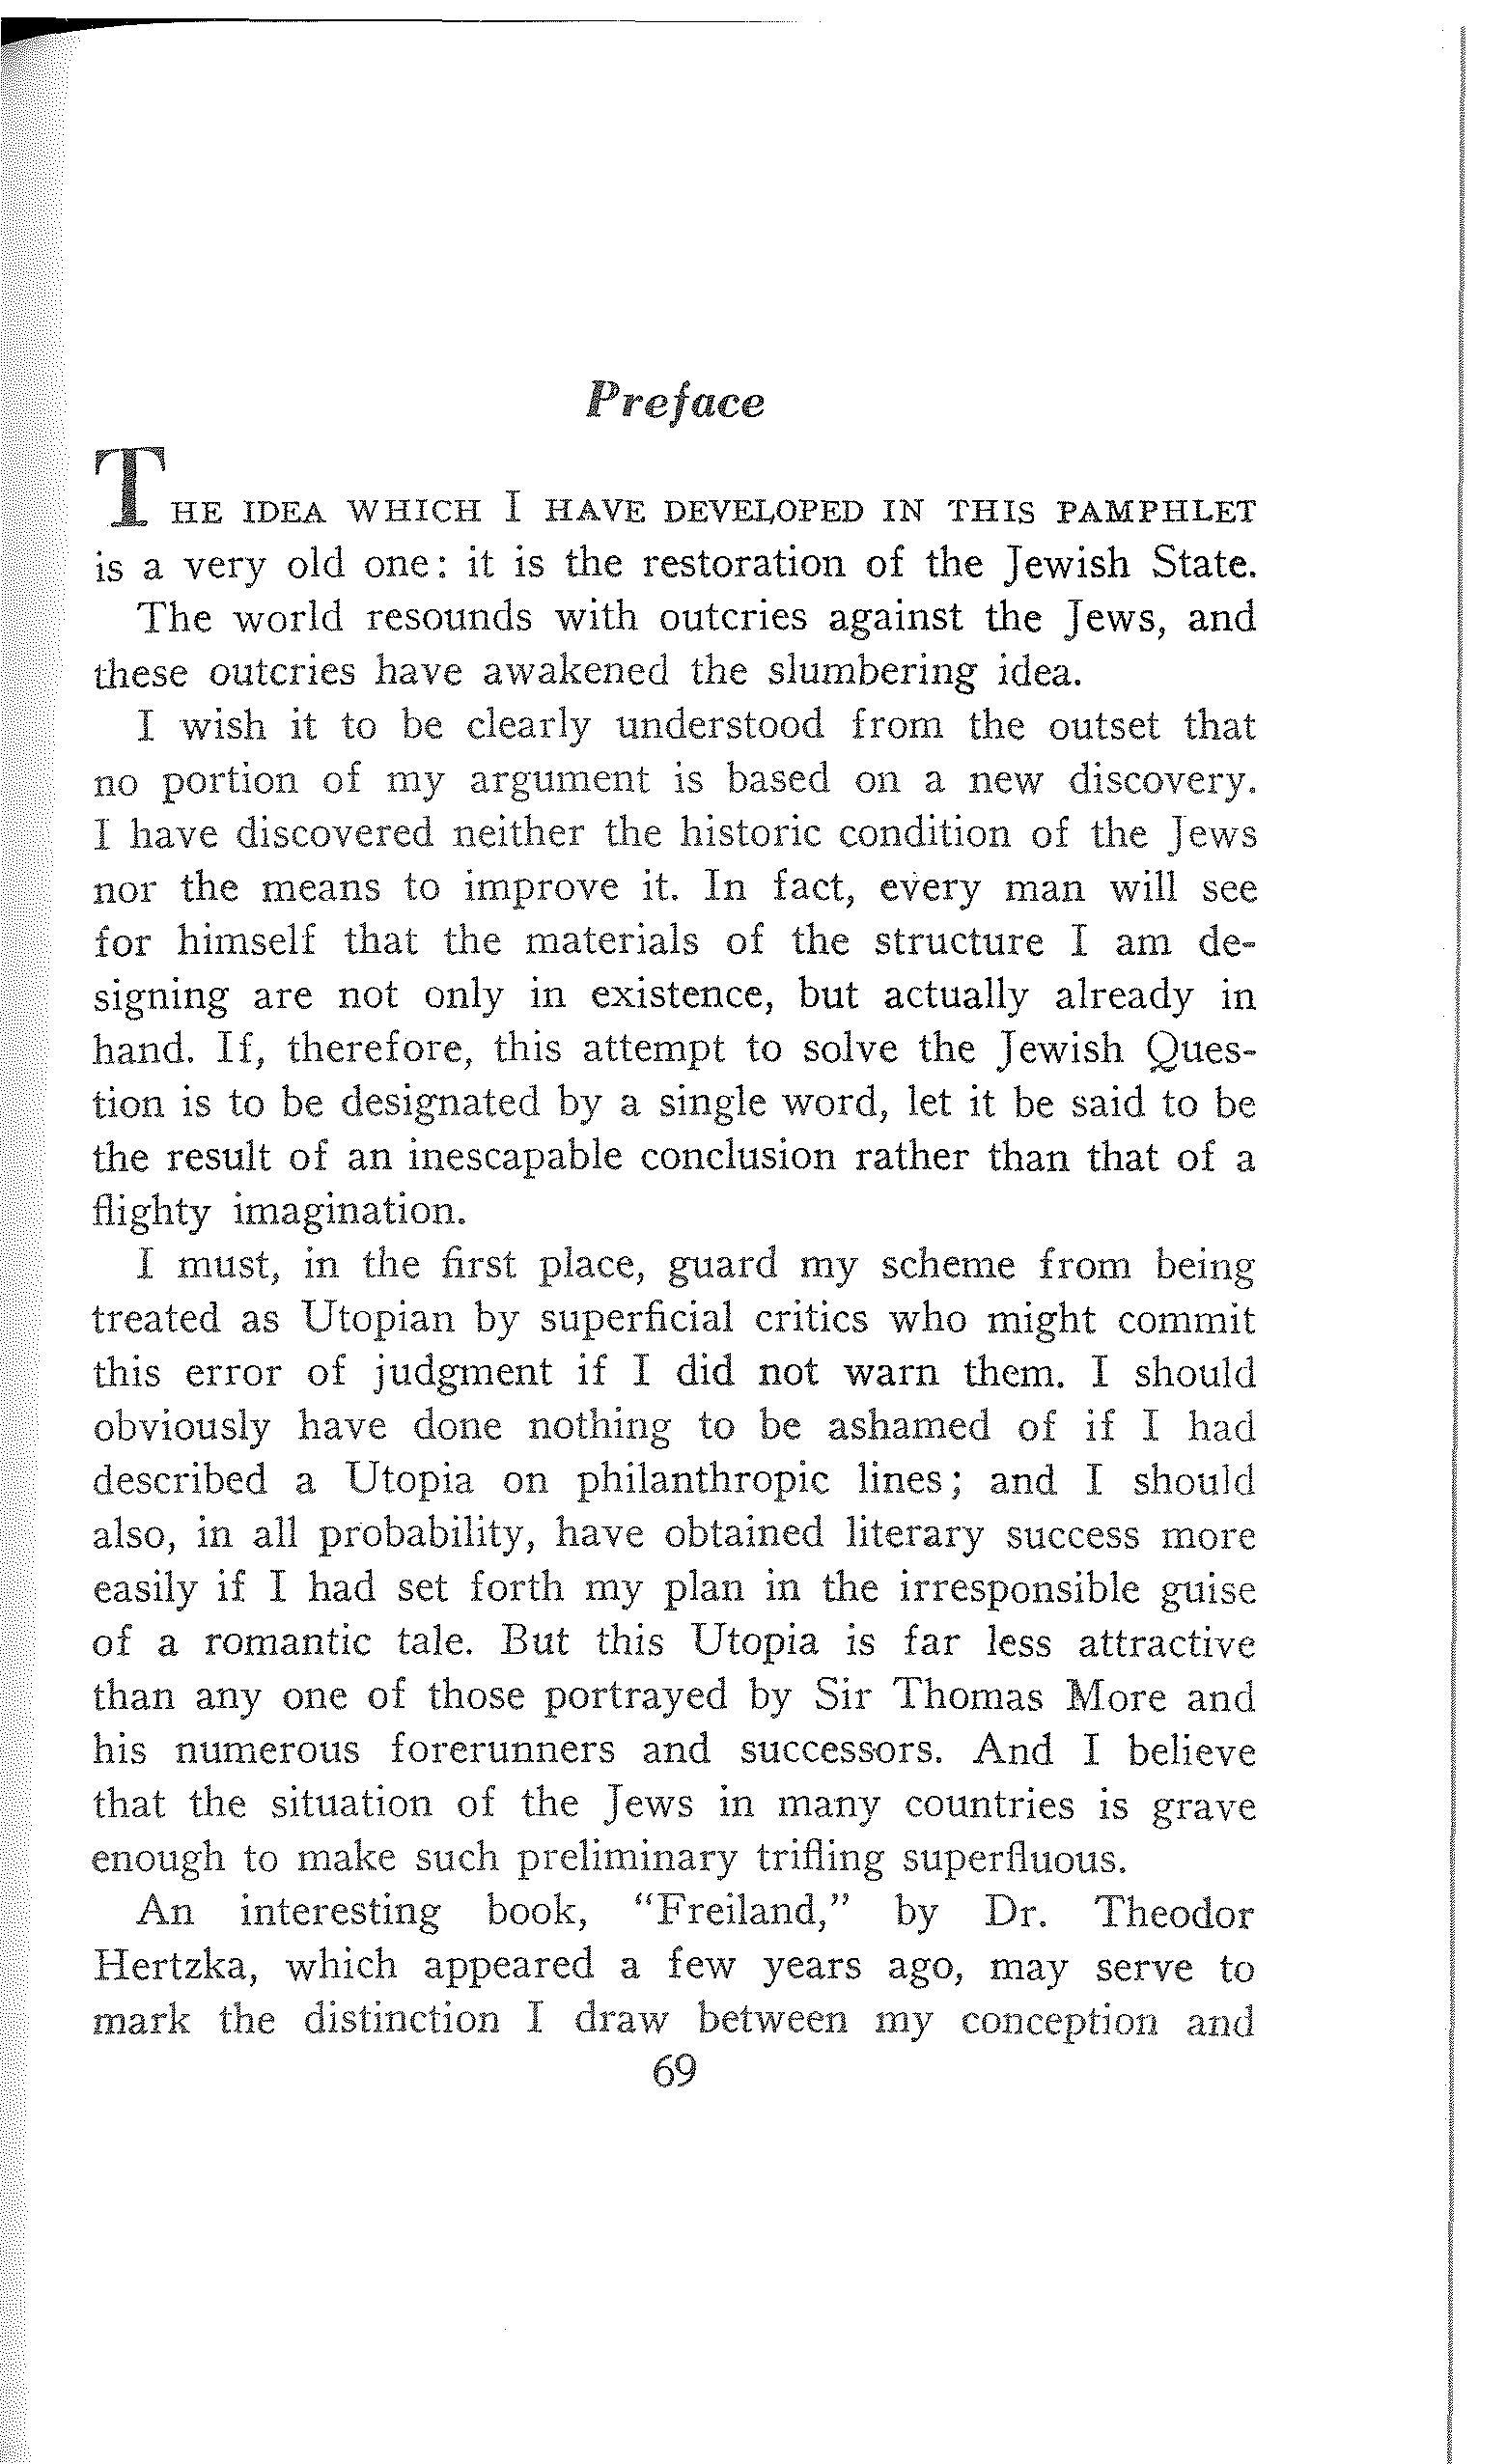 Preface
THE IDEA WHICH I HAVE DEVELOPED IN THIS PAMPHLET
is a very old one: it is the restoration of the Jewish State.
The world resounds with outcries against the Jews, and
these outcries have awakened the slumbering idea.
I wish it to be clearly understood from the outset that
no portion of my argument is based on a new discovery.
I have discovered neither the historic condition of the Jews
nor the means to improve it. In fact, every man will see
for himself that the materials of the structure I am de-
signing are not only in existence, but actually already in
hand. If, therefore, this attempt to solve the Jewish Ques-
tion is to be designated by a single word, let it be said to be
the result of an inescapable conclusion rather than that of a
flighty imagination.
I must, in the first place, guard my scheme from being
treated as Utopian by superficial critics who might commit
this error of judgment if I did not warn them. I should
obviously have done nothing to be ashamed of if I had
described a Utopia on philanthropic lines; and I should
also, in all probability, have obtained literary success more
easily if I had set forth my plan in the irresponsible guise
of a romantic tale. But this Utopia is far less attractive
than any one of those portrayed by Sir Thomas More and
his numerous forerunners and successors. And I believe
that the situation of the Jews in many countries is grave
enough to make such preliminary trifling superfluous.
An interesting book, "Freiland," by Dr. Theodor
Hertzka, which appeared a few years ago, may serve to
mark the distinction I draw between my conception and
69